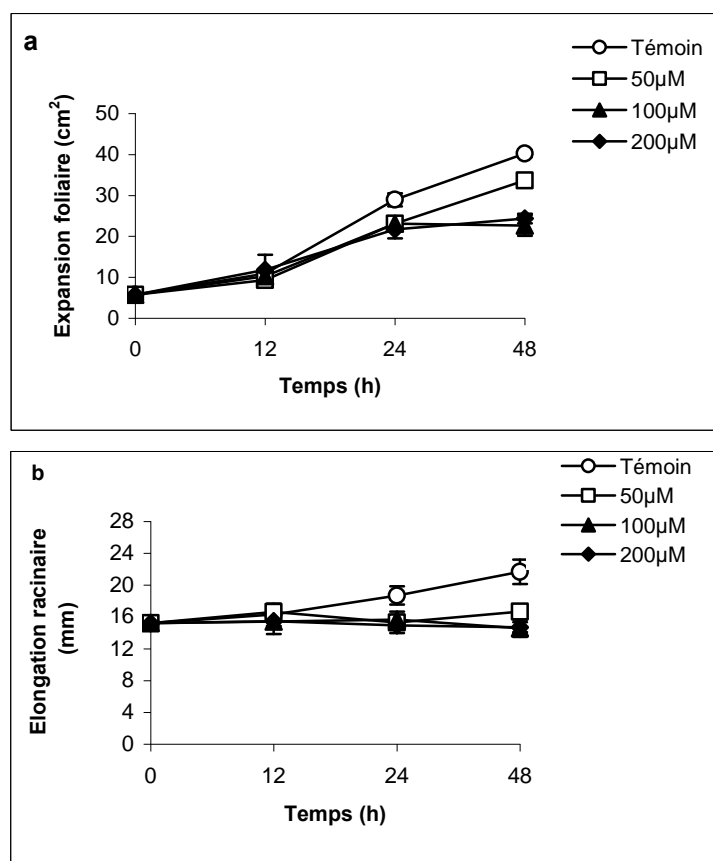 a
Témoin
50µM
100µM
200µM
Expansion foliaire (cm²)
50
40
30
20
10
0
0 12 24 48
Temps (h)
b
Témoin
50µM
100µM
200µM
Elongation racinaire
(mm)
28
24
20
16
12
8
4
0
0 12 24 48
Temps (h)